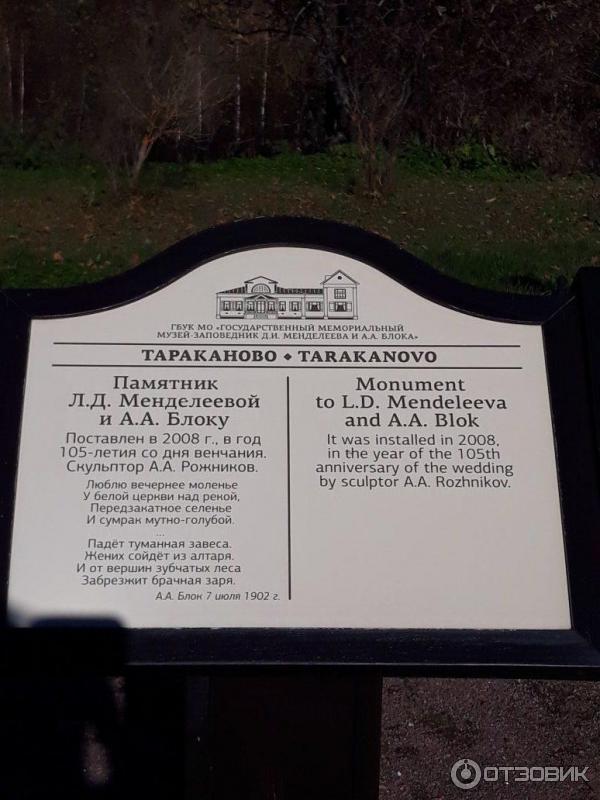 ГБУК МО «ГОСУДАРСТВЕННЫЙ МЕМОРИАЛЬНЫЙ
МУЗЕЙ-ЗАПОВЕДНИК Д.И. МЕНДЕЛЕЕВА И А.А. БЛОКА»
ТАРАКАНОВО ◆ TARAKANOVO
Памятник
Л.Д. Менделеевой
и А.А. Блоку
Поставлен в 2008 г., в год
105-летия со дня венчания.
Скульптор А.А. Рожников.
Люблю вечернее моленье
У белой церкви над рекой,
Передзакатное селенье
И сумрак мутно-голубой.
...
Падёт туманная завеса.
Жених сойдёт из алтаря.
И от вершин зубчатых леса
Забрезжит брачная заря.
А.А. Блок 7 июля 1902 г.
Monument
to L.D. Mendeleeva
and A.A. Blok
It was installed in 2008,
in the year of the 105th
anniversary of the wedding
by sculptor A.A. Rozhnikov.
ОТЗОВИК